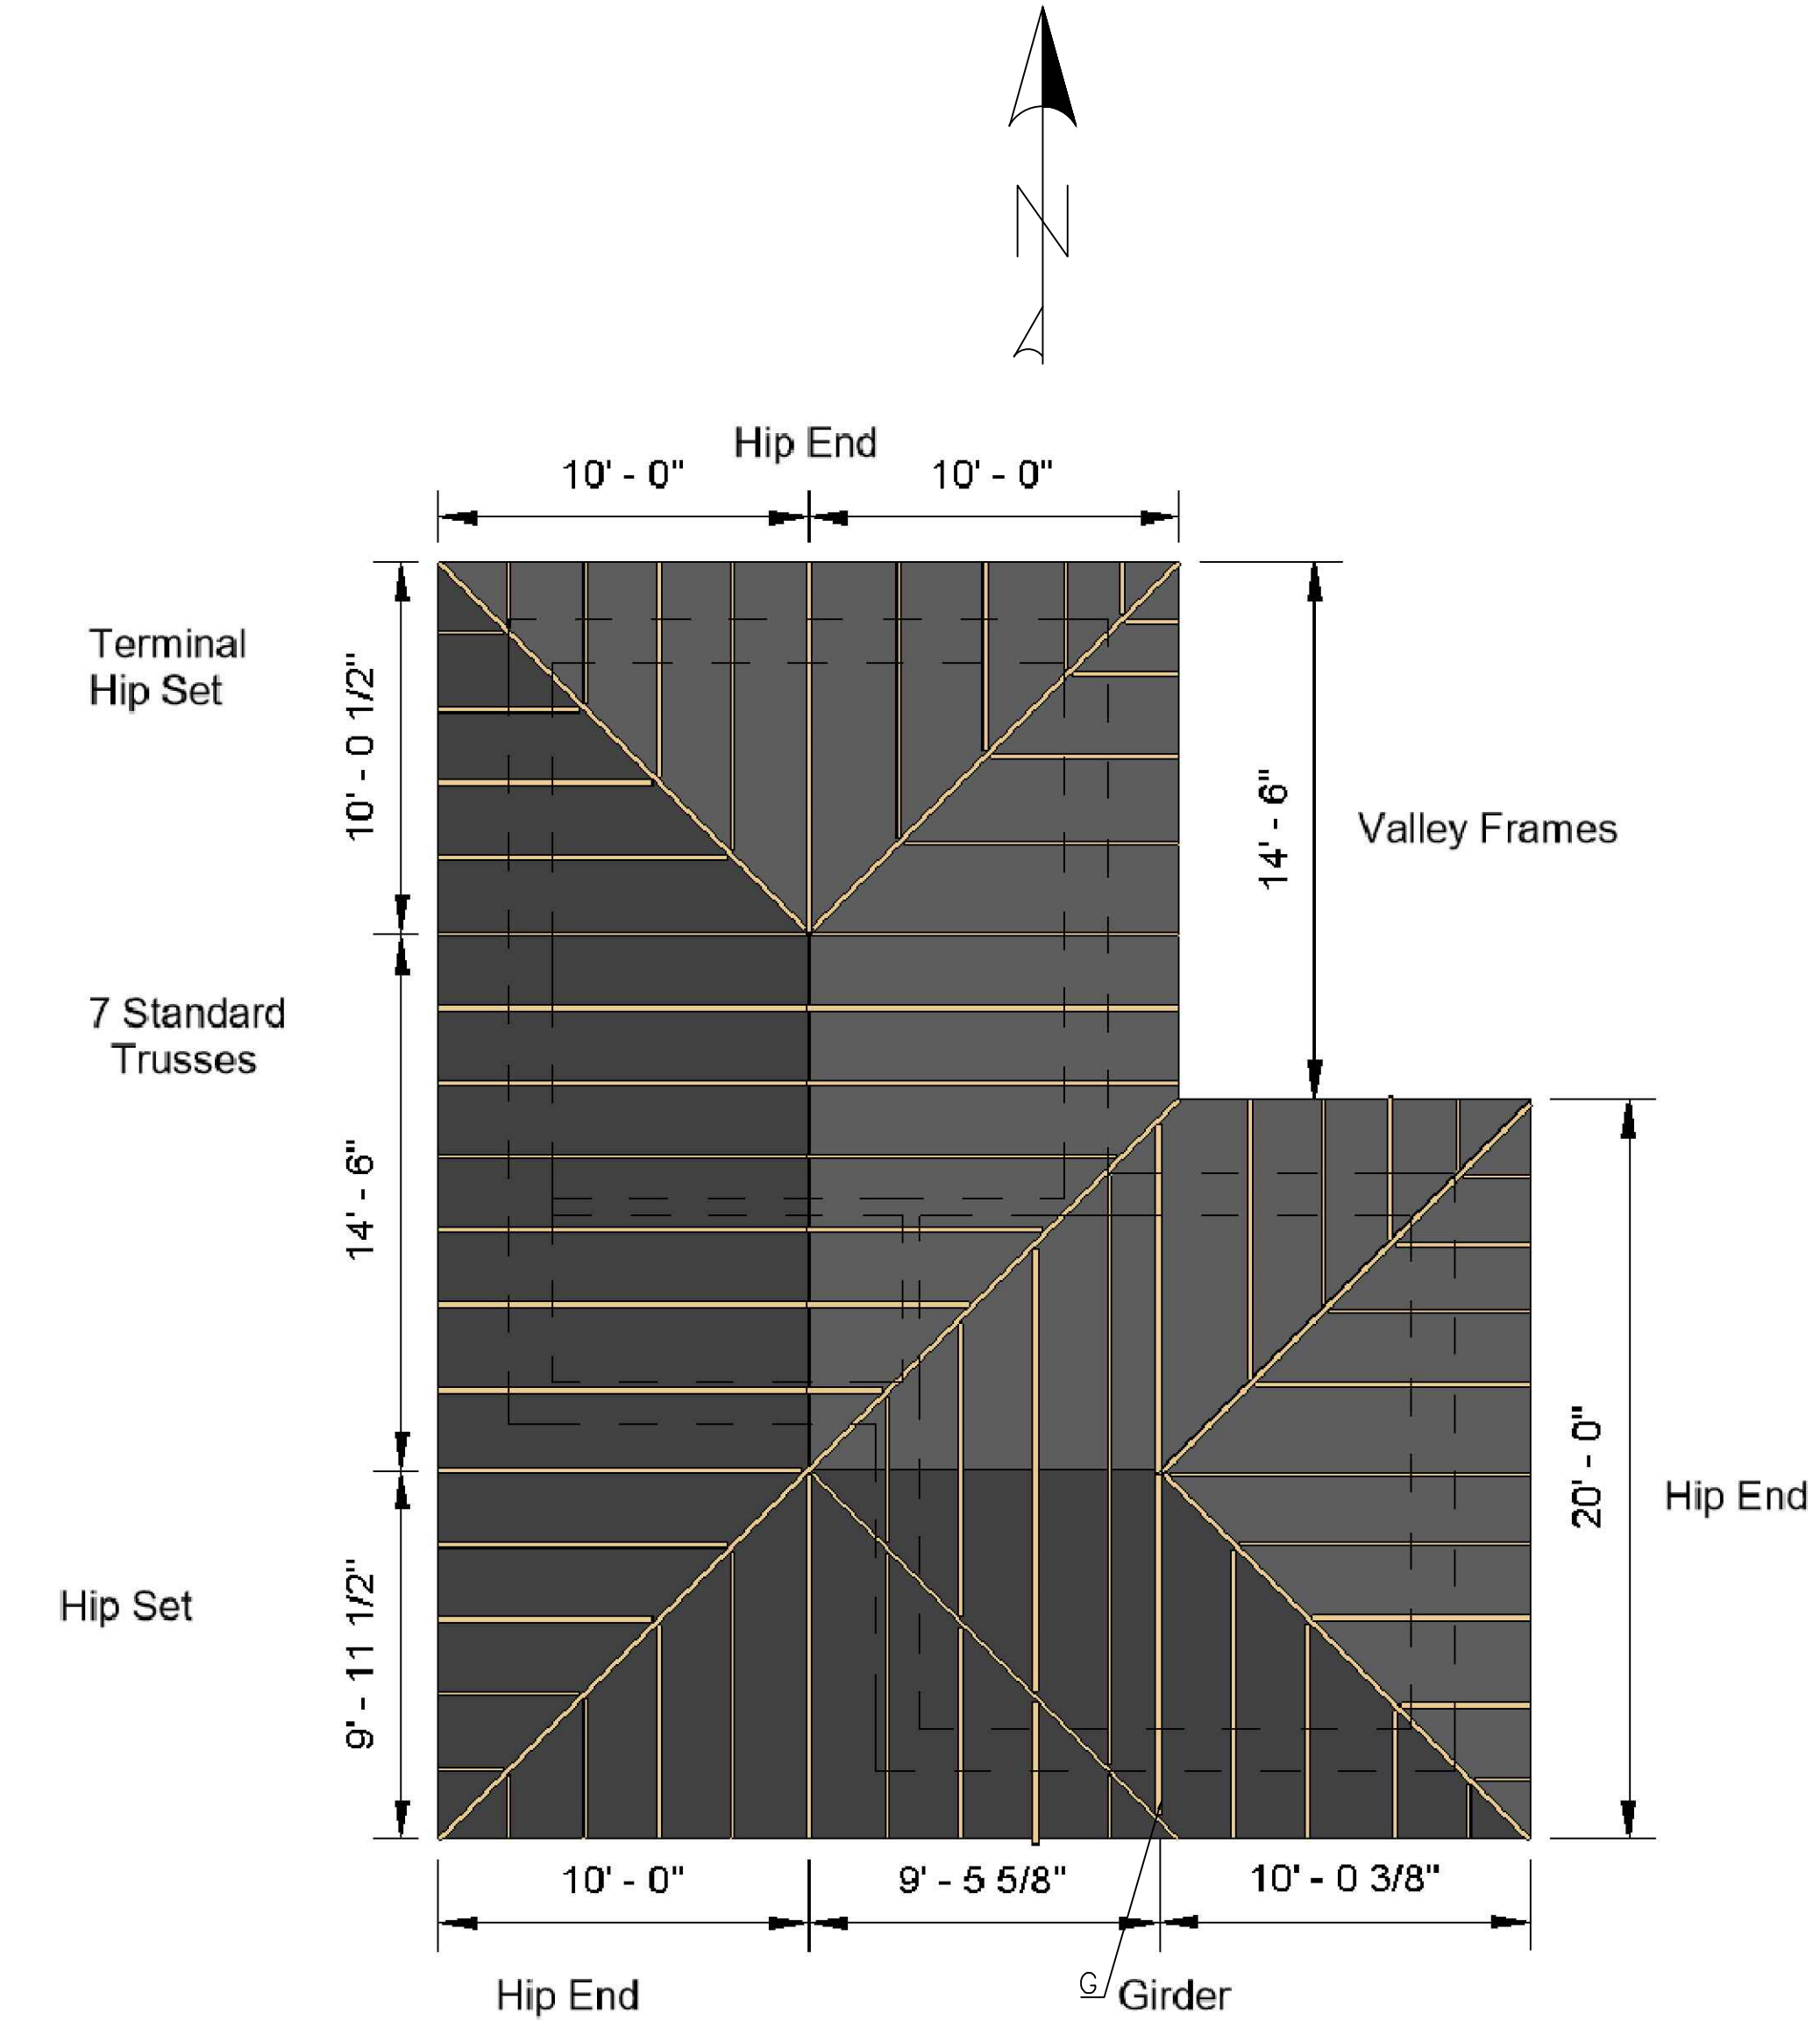 N
Hip End
10' - 0"
10' - 0"
Terminal
Hip Set
10' - 0 1/2"
14' - 6"
Valley Frames
7 Standard
Trusses
14' - 6"
20' - 0"
Hip End
Hip Set
9' - 11 1/2"
10' - 0"
9' - 5 5/8"
10' - 0 3/8"
Hip End
G
Girder